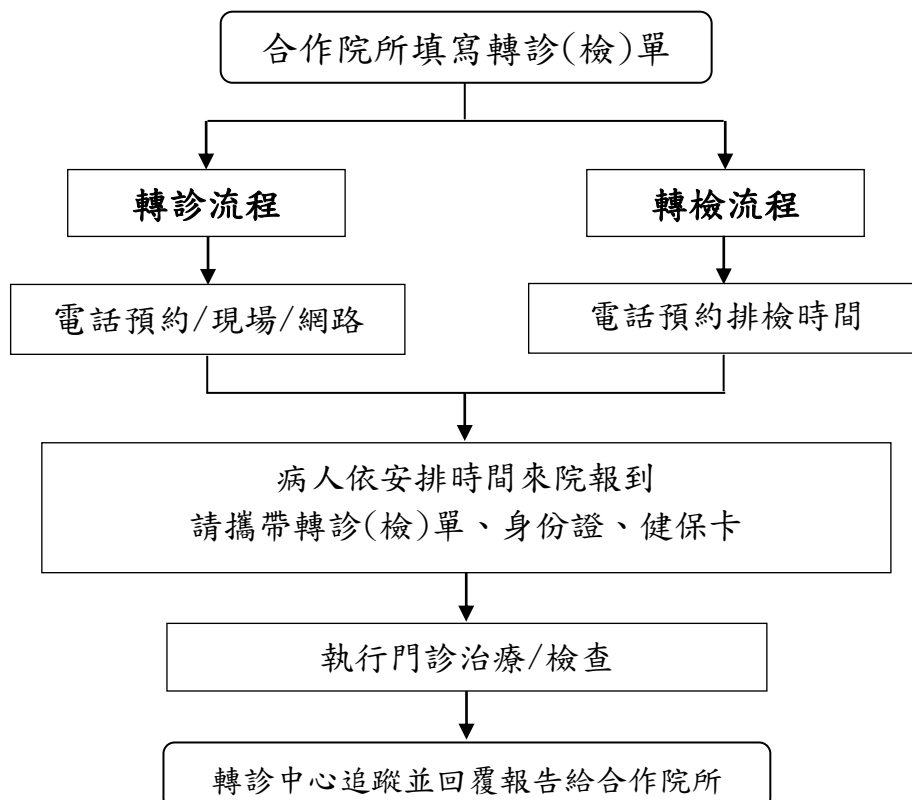 合作院所填寫轉診(檢)單
轉診流程
轉檢流程
電話預約/現場/網路
電話預約排檢時間
病人依安排時間來院報到
請攜帶轉診(檢)單、身份證、健保卡
執行門診治療/檢查
轉診中心追蹤並回覆報告給合作院所